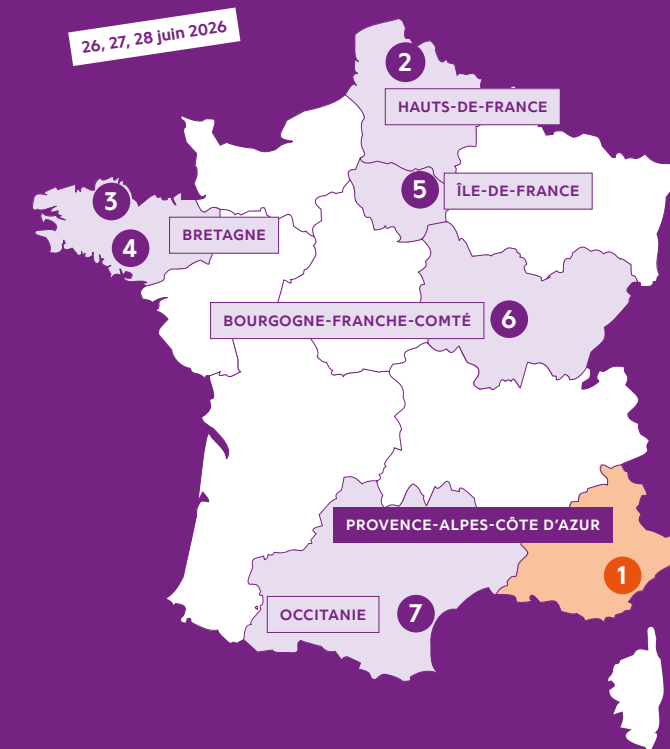 26, 27, 28 juin 2026
2
HAUTS-DE-FRANCE
5
ÎLE-DE-FRANCE
3
4
BRETAGNE
BOURGOGNE-FRANCHE-COMTÉ
6
PROVENCE-ALPES-CÔTE D'AZUR
1
OCCITANIE
7